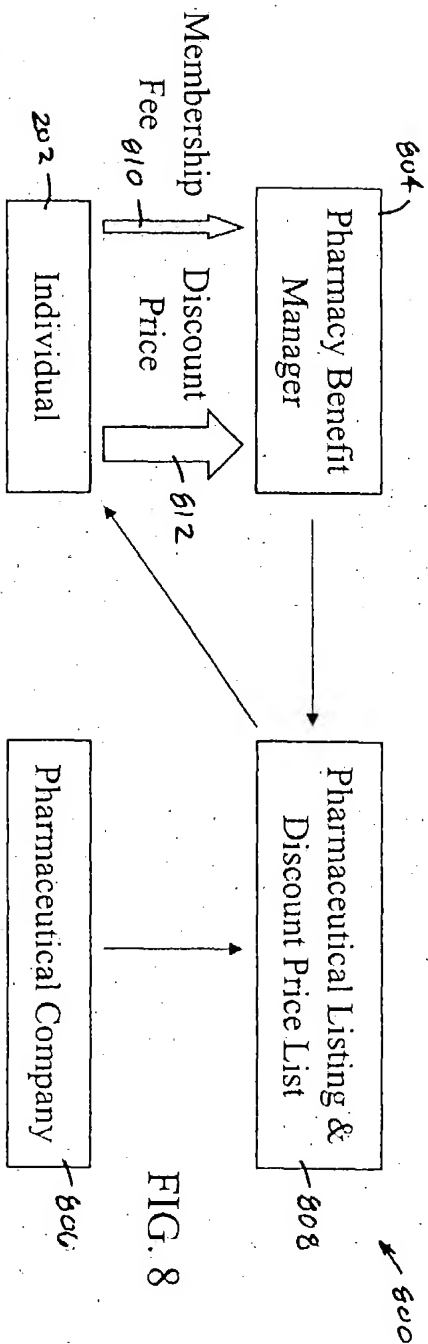 800
804
Pharmacy Benefit
Manager
Pharmaceutical Listing &
Discount Price List
808
Membership
Fee
810
Discount
Price
812
202
Individual
Pharmaceutical Company
806
FIG. 8